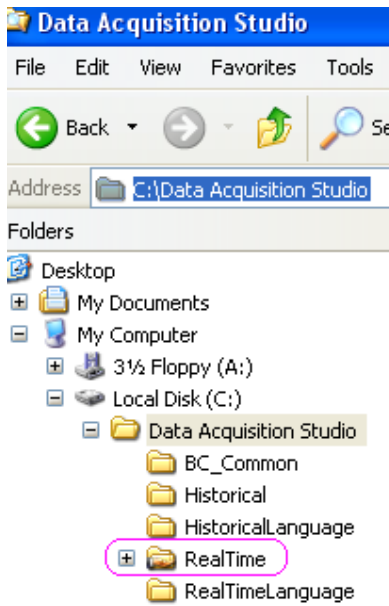 Data Acquisition Studio
File Edit View Favorites Tools
Back
Address C:\Data Acquisition Studio
Folders
Desktop
My Documents
My Computer
3½ Floppy (A:)
Local Disk (C:)
Data Acquisition Studio
BC_Common
Historical
HistoricalLanguage
RealTime
RealTimeLanguage